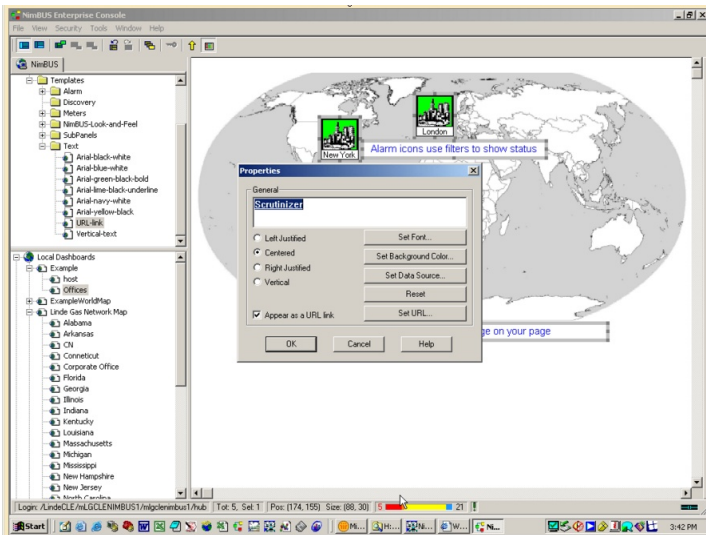 NimBUS Enterprise Console
File View Security Tools Window Help
NimBUS
Templates
Alarm
Discovery
Meters
NimBUS-Look-and-Feel
SubPanels
Text
Arial-black-white
Arial-blue-white
Arial-green-black-bold
Arial-lime-black-underline
Arial-navy-white
Arial-yellow-black
URL-link
Vertical-text
Local Dashboards
Example
host
Offices
ExampleWorldMap
Linde Gas Network Map
Alabama
Arkansas
CN
Conneticut
Corporate Office
Florida
Georgia
Illinois
Indiana
Kentucky
Louisiana
Massachusetts
Michigan
Mississippi
New Hampshire
New Jersey
North Carolina
London
New York
Alarm icons use filters to show status
Properties
General
Scrutinizer
Left Justified
Centered
Right Justified
Vertical
Appear as a URL link
Set Font...
Set Background Color...
Set Data Source...
Reset
Set URL...
OK
Cancel
Help
ge on your page
Login: /LindeCLE/mLGCLENIMBUS1/mlgclenimbus1/hub Tot: 5, Sel: 1 Pos: (174, 155) Size: (88, 30) 5 21
Start Mi... H:... Ni... W... Ni... 3:42 PM